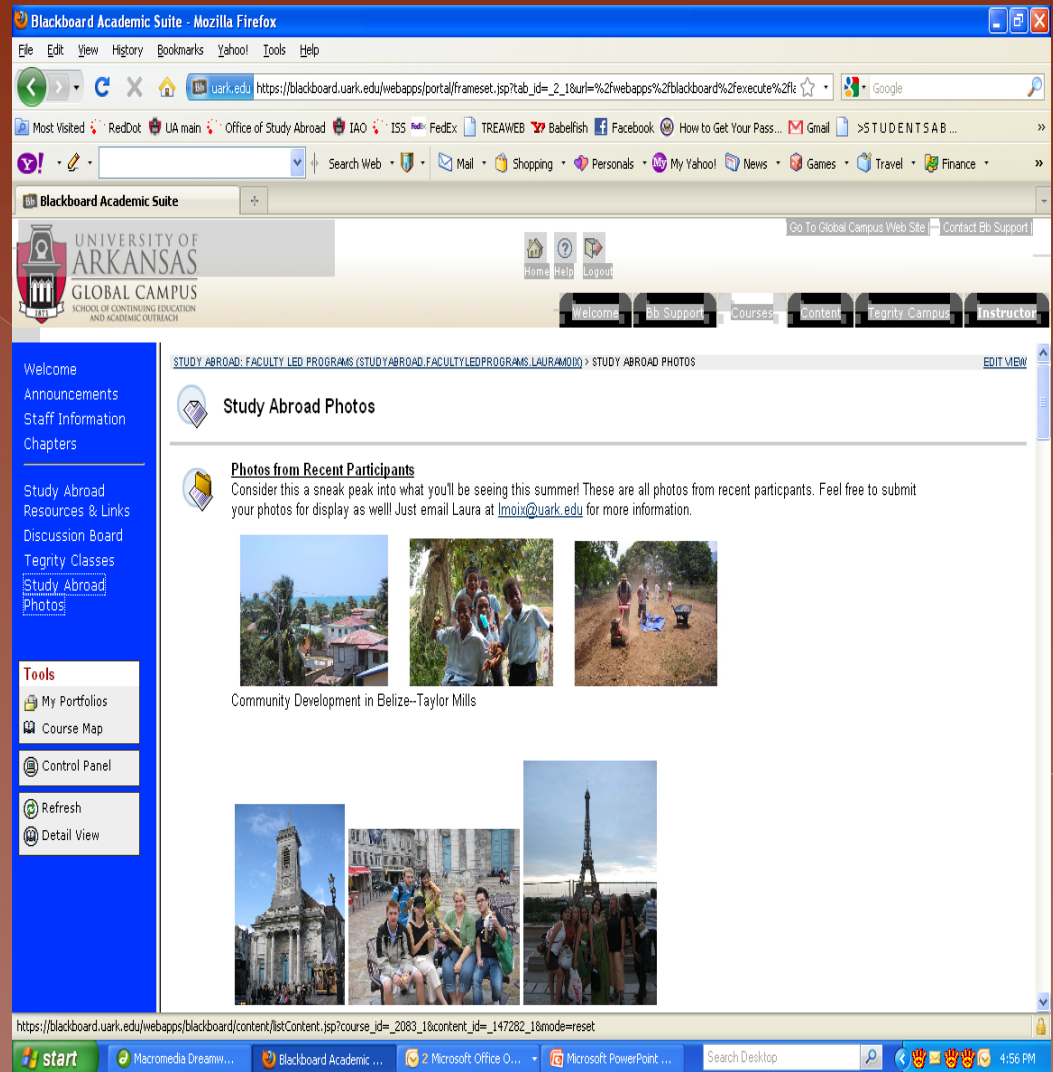 Blackboard Academic Suite - Mozilla Firefox
File Edit View History Bookmarks Yahoo! Tools Help
Bb uark.edu https://blackboard.uark.edu/webapps/portal/frameset.jsp?tab_id=_2_1&url=%2fwebapps%2fblackboard%2fexecute%2fla Google
Most Visited RedDot UA main Office of Study Abroad IAO ISS FedEx FedEx TREAWEB Babelfish Facebook How to Get Your Pass... Gmail >STUDENTSAB... »
Y! Search Web Mail Shopping Personals My Yahoo! News Games Travel Finance »
Bb Blackboard Academic Suite
Go To Global Campus Web Site | Contact Bb Support |
UNIVERSITY OF
ARKANSAS
GLOBAL CAMPUS
SCHOOL OF CONTINUING EDUCATION
AND ACADEMIC OUTREACH
1871
Home Help Logout
Welcome Bb Support Courses Content Tegrity Campus Instructor
Welcome
Announcements
Staff Information
Chapters
Study Abroad
Resources & Links
Discussion Board
Tegrity Classes
Study Abroad
Photos
Tools
My Portfolios
Course Map
Control Panel
Refresh
Detail View
STUDY ABROAD: FACULTY LED PROGRAMS (STUDYABROAD.FACULTYLEDPROGRAMS.LAURAMOIX) > STUDY ABROAD PHOTOS EDIT VIEW
Study Abroad Photos
Photos from Recent Participants
Consider this a sneak peak into what you'll be seeing this summer! These are all photos from recent particpants. Feel free to submit
your photos for display as well! Just email Laura at lmoix@uark.edu for more information.
Community Development in Belize--Taylor Mills
https://blackboard.uark.edu/webapps/blackboard/content/listContent.jsp?course_id=_2083_1&content_id=_147282_1&mode=reset
start Macromedia Dreamw... Blackboard Academic ... 2 Microsoft Office O... Microsoft PowerPoint ... Search Desktop 4:56 PM